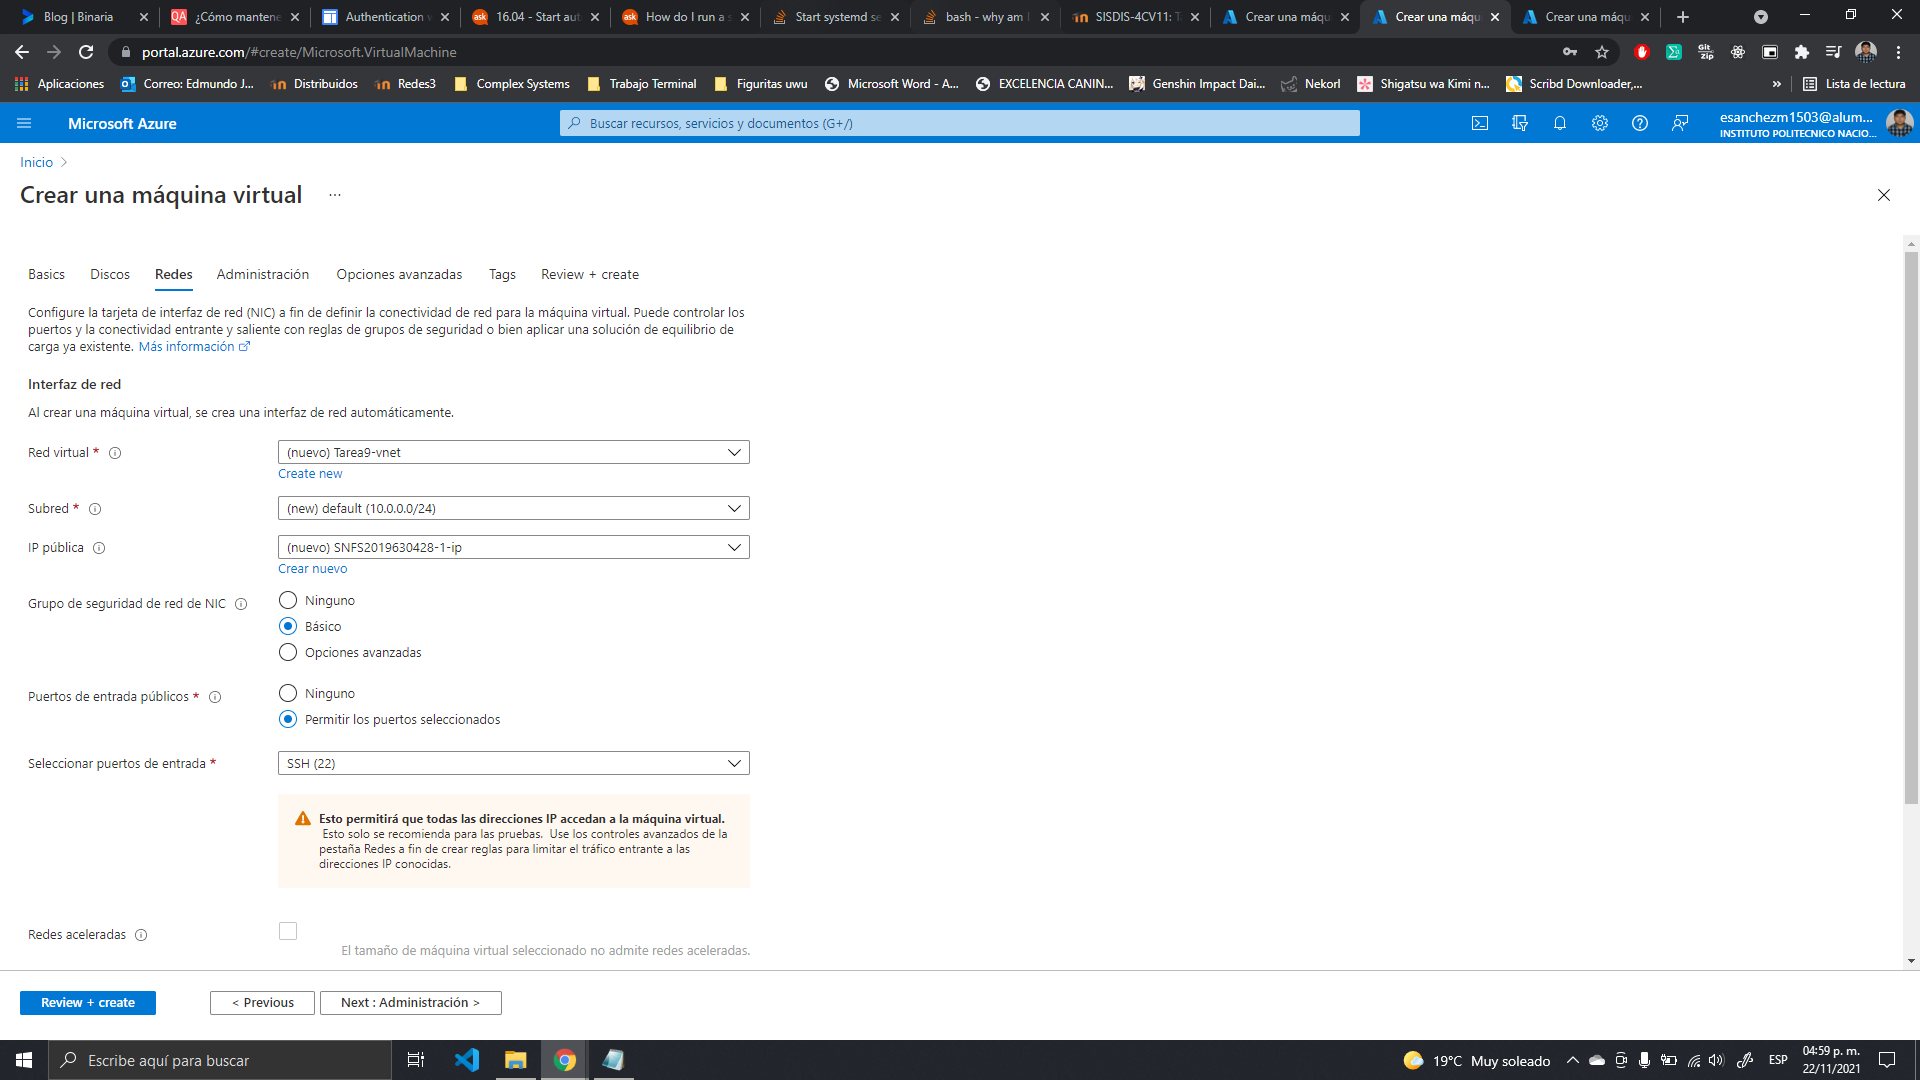 Blog | Binaria
¿Cómo mantene
Authentication
16.04 - Start aut
How do I run a s
Start systemd se
bash - why am
SISDIS-4CV11: T
Crear una máqu
Crear una máqu
Crear una máqu
portal.azure.com/#create/Microsoft.VirtualMachine
Aplicaciones
Correo: Edmundo J...
Distribuidos
Redes3
Complex Systems
Trabajo Terminal
Figuritas uwu
Microsoft Word - A...
EXCELENCIA CANIN...
Genshin Impact Dai...
Nekorl
Shigatsu wa Kimi n...
Scribd Downloader,...
»
Lista de lectura
Microsoft Azure
Buscar recursos, servicios y documentos (G+/)
esanchezm1503@alum...
INSTITUTO POLITECNICO NACIO...
Inicio >
Crear una máquina virtual ...
Basics Discos Redes Administración Opciones avanzadas Tags Review + create
Configure la tarjeta de interfaz de red (NIC) a fin de definir la conectividad de red para la máquina virtual. Puede controlar los
puertos y la conectividad entrante y saliente con reglas de grupos de seguridad o bien aplicar una solución de equilibrio de
carga ya existente. Más información
Interfaz de red
Al crear una máquina virtual, se crea una interfaz de red automáticamente.
Red virtual *
(nuevo) Tarea9-vnet
Create new
Subred *
(new) default (10.0.0.0/24)
IP pública
(nuevo) SNFS2019630428-1-ip
Crear nuevo
Grupo de seguridad de red de NIC
Ninguno
Básico
Opciones avanzadas
Puertos de entrada públicos *
Ninguno
Permitir los puertos seleccionados
Seleccionar puertos de entrada *
SSH (22)
Esto permitirá que todas las direcciones IP accedan a la máquina virtual.
Esto solo se recomienda para las pruebas. Use los controles avanzados de la
pestaña Redes a fin de crear reglas para limitar el tráfico entrante a las
direcciones IP conocidas.
Redes aceleradas
El tamaño de máquina virtual seleccionado no admite redes aceleradas.
Review + create
< Previous
Next : Administración >
Escribe aquí para buscar
19°C Muy soleado
ESP
04:59 p. m.
22/11/2021